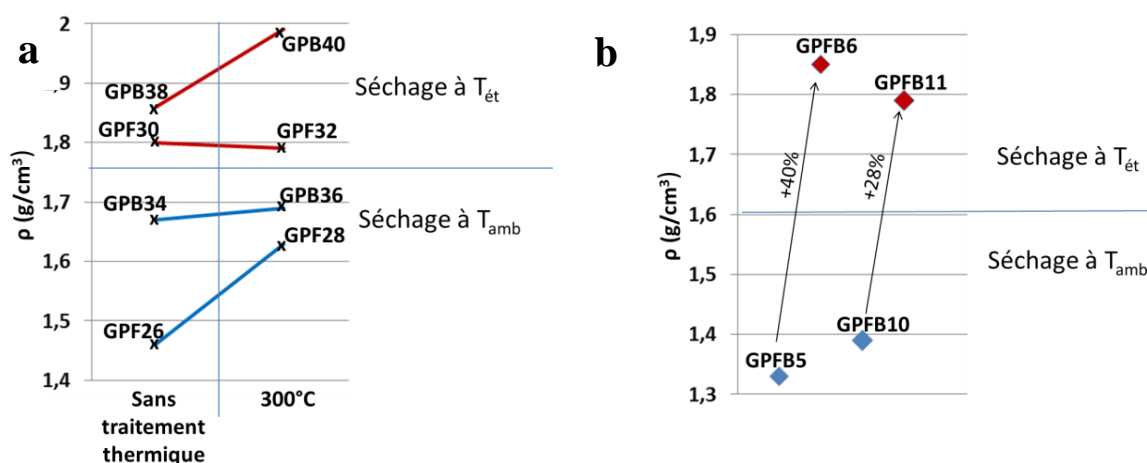 a
ρ (g/cm³)
2
,9
1,8
1,7
1,6
1,5
1,4
GPB40
GPB38
GPF30
GPF32
GPB34
GPB36
GPF28
GPF26
Séchage à Tét
Séchage à Tamb
Sans
traitement
thermique
300°C
b
ρ (g/cm³)
1,9
1,8
1,7
1,6
1,5
1,4
1,3
GPFB6
GPFB11
+40%
+28%
GPFB10
GPFB5
Séchage à Tét
Séchage à Tamb